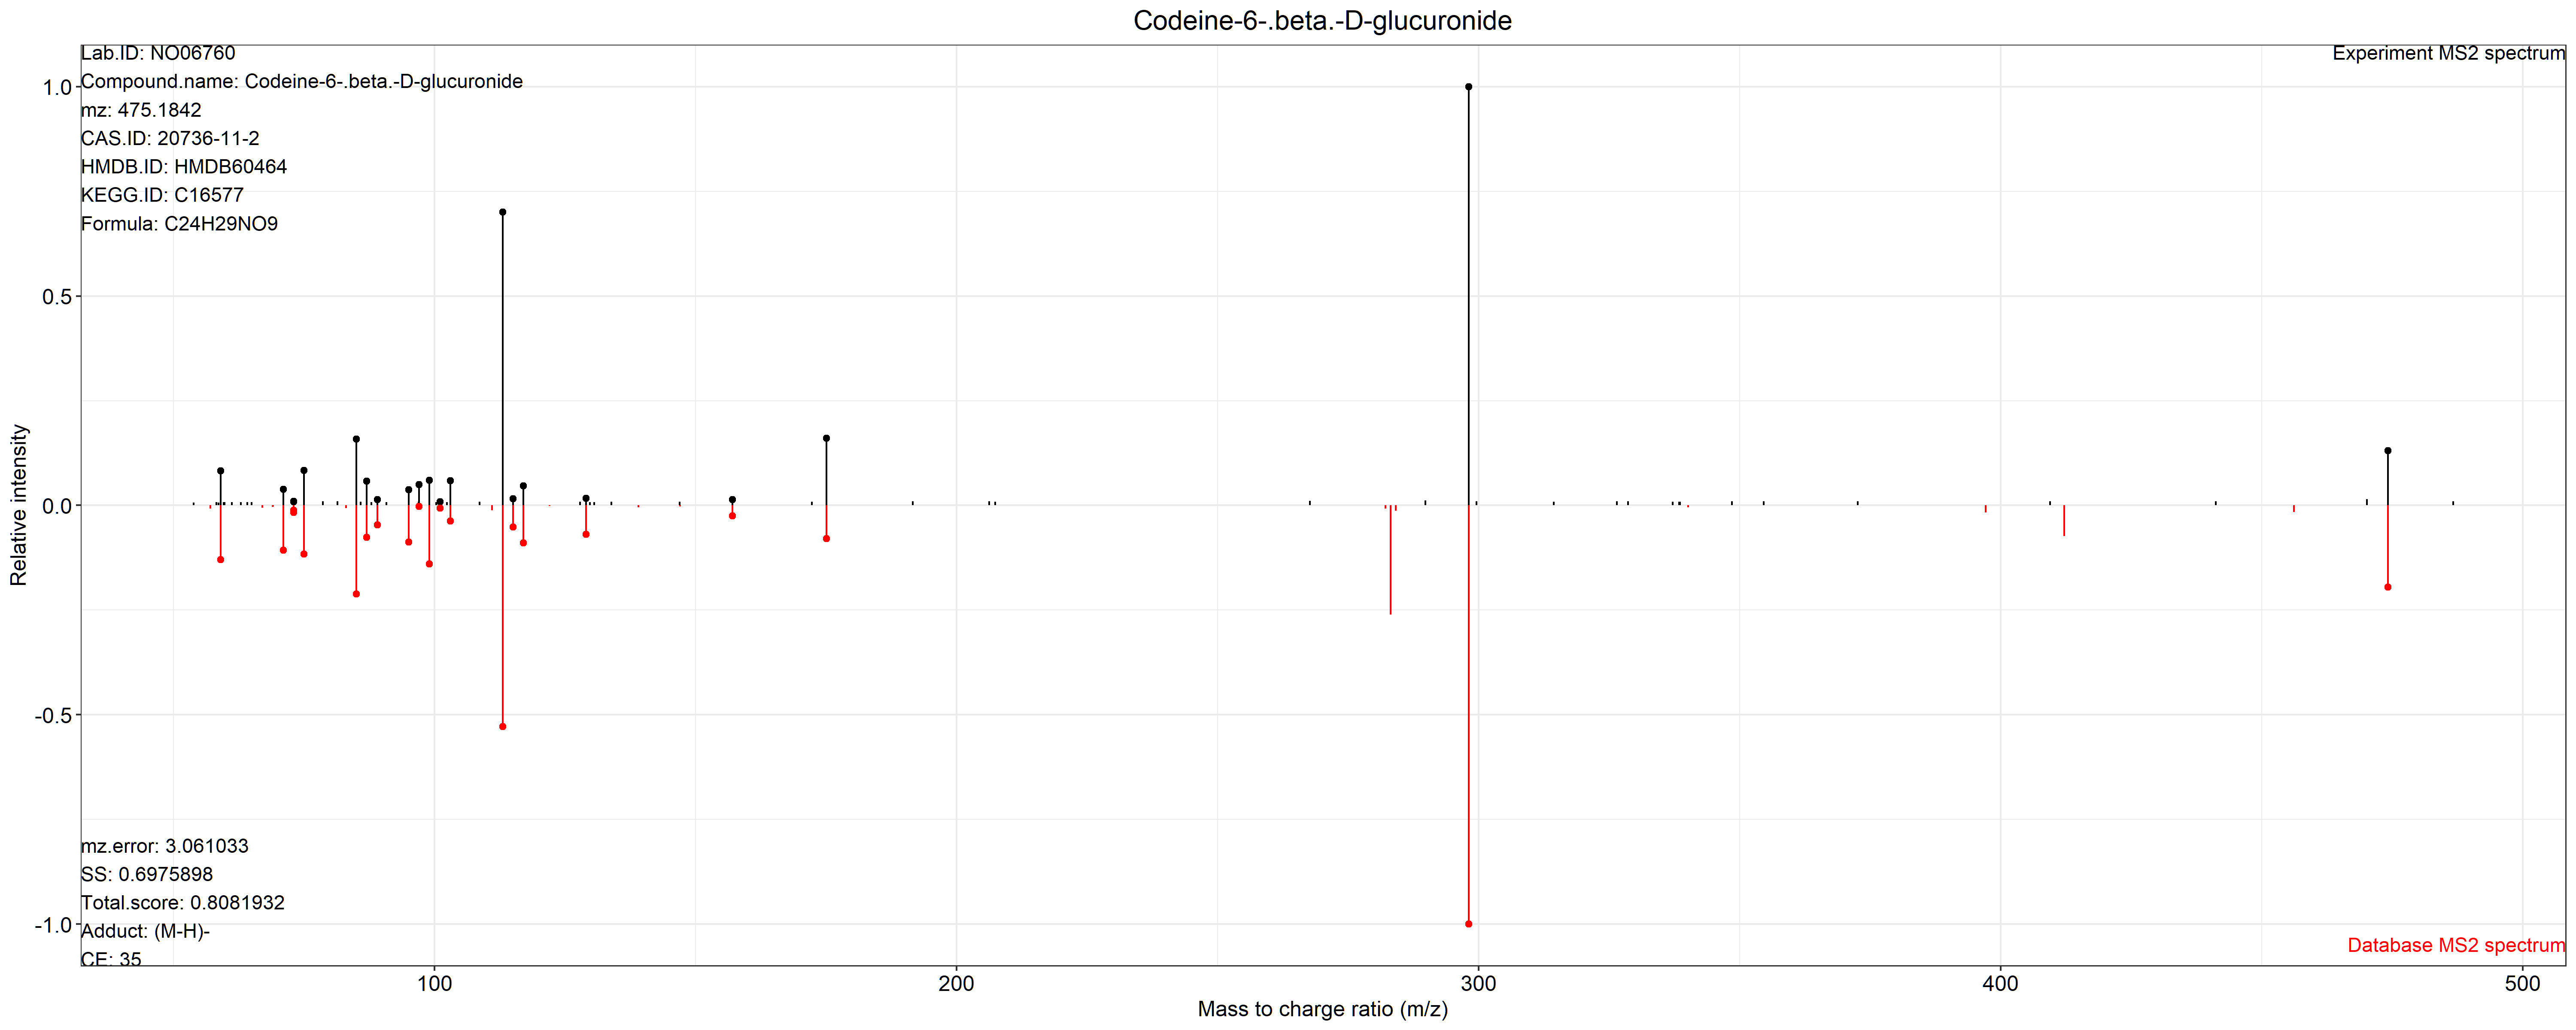 Codeine-6-.beta.-D-glucuronide
Lab.ID: NO06760
Experiment MS2 spectrum
Compound.name: Codeine-6-.beta.-D-glucuronide
mz: 475.1842
CAS.ID: 20736-11-2
HMDB.ID: HMDB60464
KEGG.ID: C16577
Formula: C24H29NO9
1.0
0.5
0.0
-0.5
-1.0
Relative intensity
mz.error: 3.061033
SS: 0.6975898
Total.score: 0.8081932
Adduct: (M-H)-
CE: 35
Database MS2 spectrum
100 200 300 400 500
Mass to charge ratio (m/z)